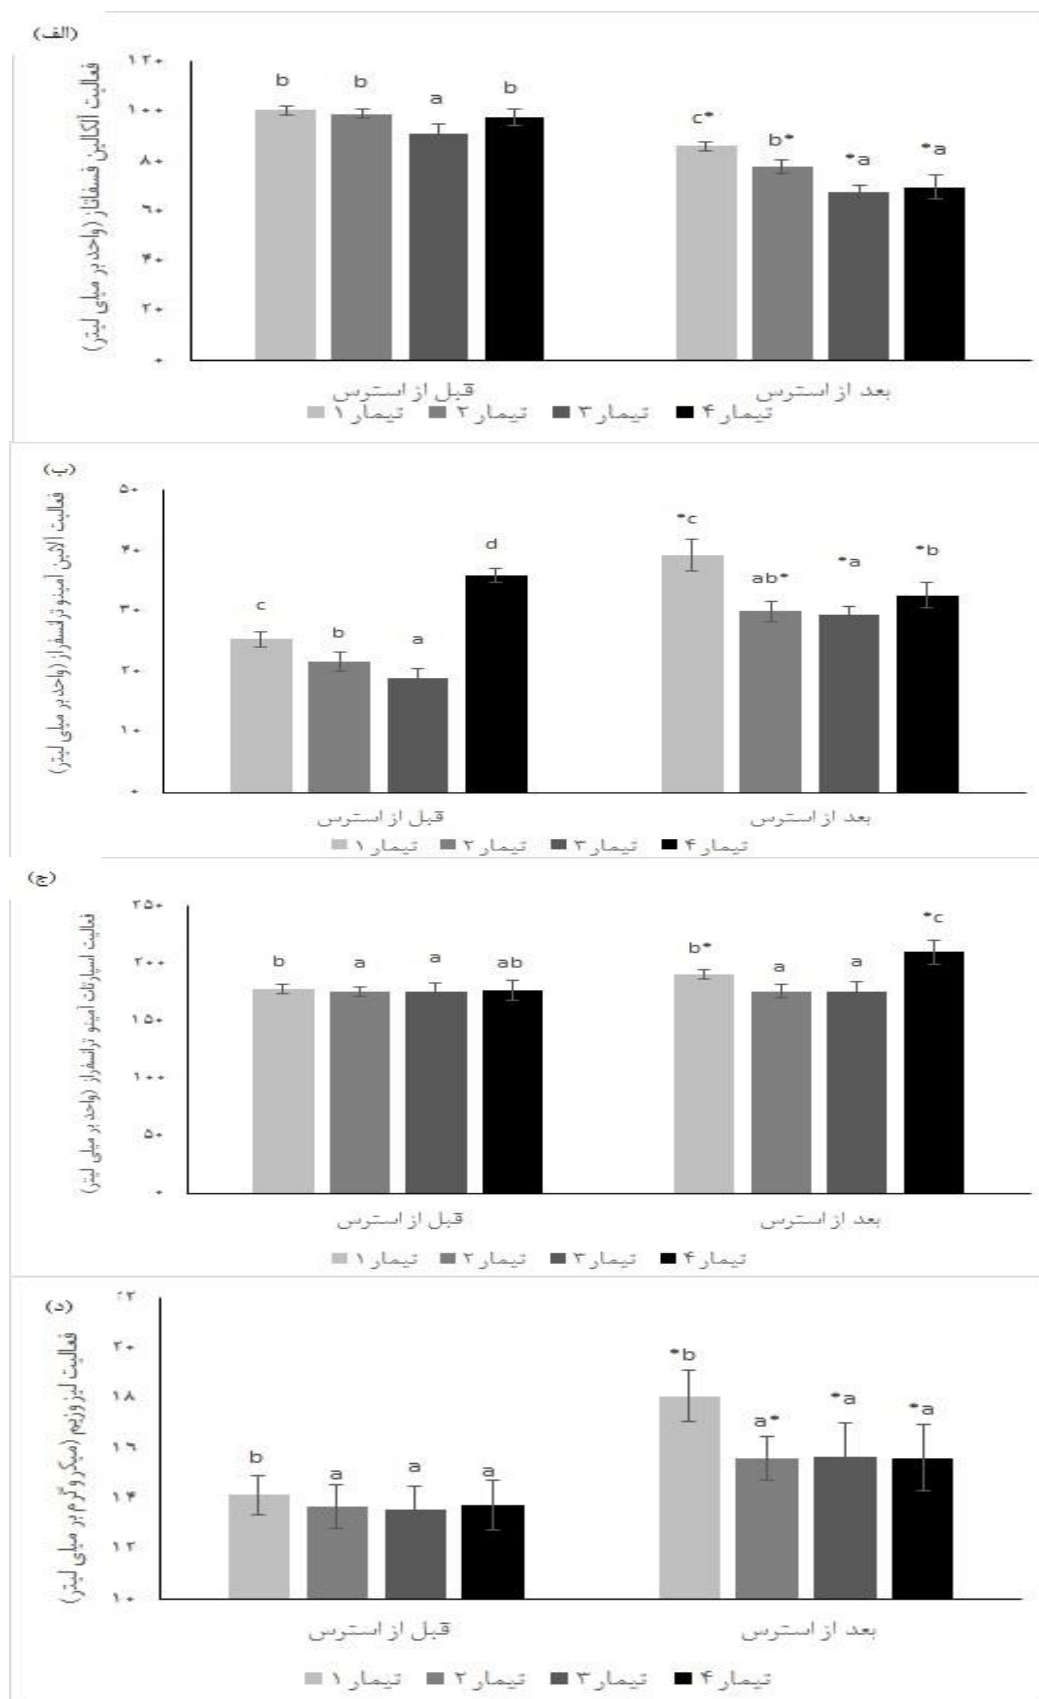 (الف)
فعالیت آلکالین فسفاتاز (واحد بر میلی لیتر)
۱۲۰
۱۰۰
۸۰
۶۰
۴۰
۲۰
۰
b b a b c* b* *a *a
قبل از استرس بعد از استرس
تیمار ۱ تیمار ۲ تیمار ۳ تیمار ۴
(ب)
فعالیت آلانین آمینو ترانسفراز (واحد بر میلی لیتر)
۵۰
۴۰
۳۰
۲۰
۱۰
۰
c b a d *c ab* *a *b
قبل از استرس بعد از استرس
تیمار ۱ تیمار ۲ تیمار ۳ تیمار ۴
(ج)
فعالیت اسپارتات آمینو ترانسفراز (واحد بر میلی لیتر)
۲۵۰
۲۰۰
۱۵۰
۱۰۰
۵۰
۰
b a a ab b* a a *c
قبل از استرس بعد از استرس
تیمار ۱ تیمار ۲ تیمار ۳ تیمار ۴
(د)
فعالیت لیزوزیم (میکروگرم بر میلی لیتر)
۲۲
۲۰
۱۸
۱۶
۱۴
۱۲
۱۰
b a a a *b a* *a *a
قبل از استرس بعد از استرس
تیمار ۱ تیمار ۲ تیمار ۳ تیمار ۴